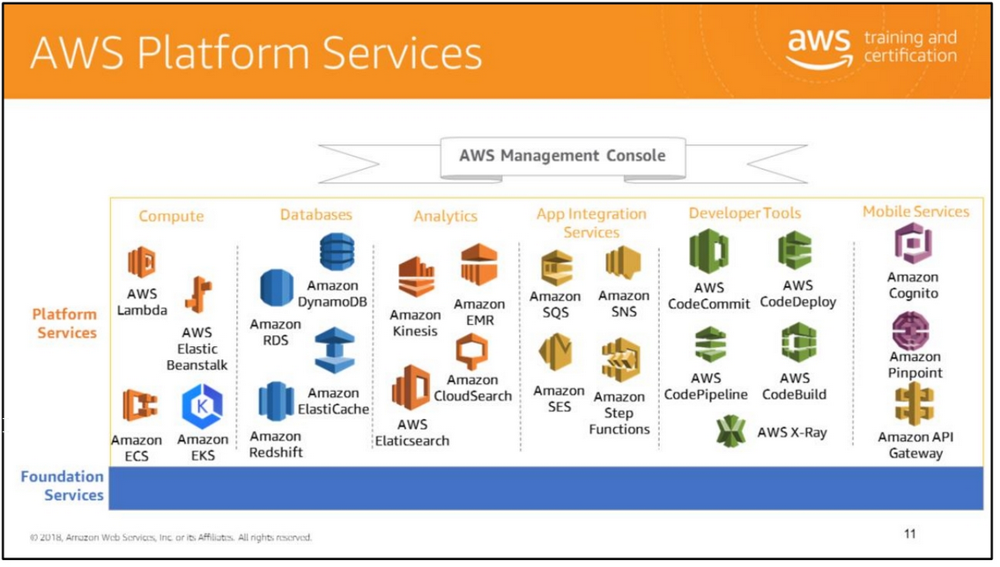 AWS Platform Services
aws training and
certification
AWS Management Console
Platform
Services
Compute
AWS
Lambda
AWS
Elastic
Beanstalk
Amazon
ECS
K
Amazon
EKS
Databases
Amazon
DynamoDB
Amazon
RDS
Amazon
ElastiCache
Amazon
Redshift
Analytics
Amazon
Kinesis
Amazon
EMR
Amazon
CloudSearch
AWS
Elaticsearch
App Integration
Services
Amazon
SQS
Amazon
SNS
Amazon
SES
Amazon
Step
Functions
Developer Tools
AWS
CodeCommit
AWS
CodeDeploy
AWS
CodePipeline
AWS
CodeBuild
AWS X-Ray
Mobile Services
Amazon
Cognito
Amazon
Pinpoint
Amazon API
Gateway
Foundation
Services
© 2018, Amazon Web Services, Inc. or its Affiliates. All rights reserved.
11